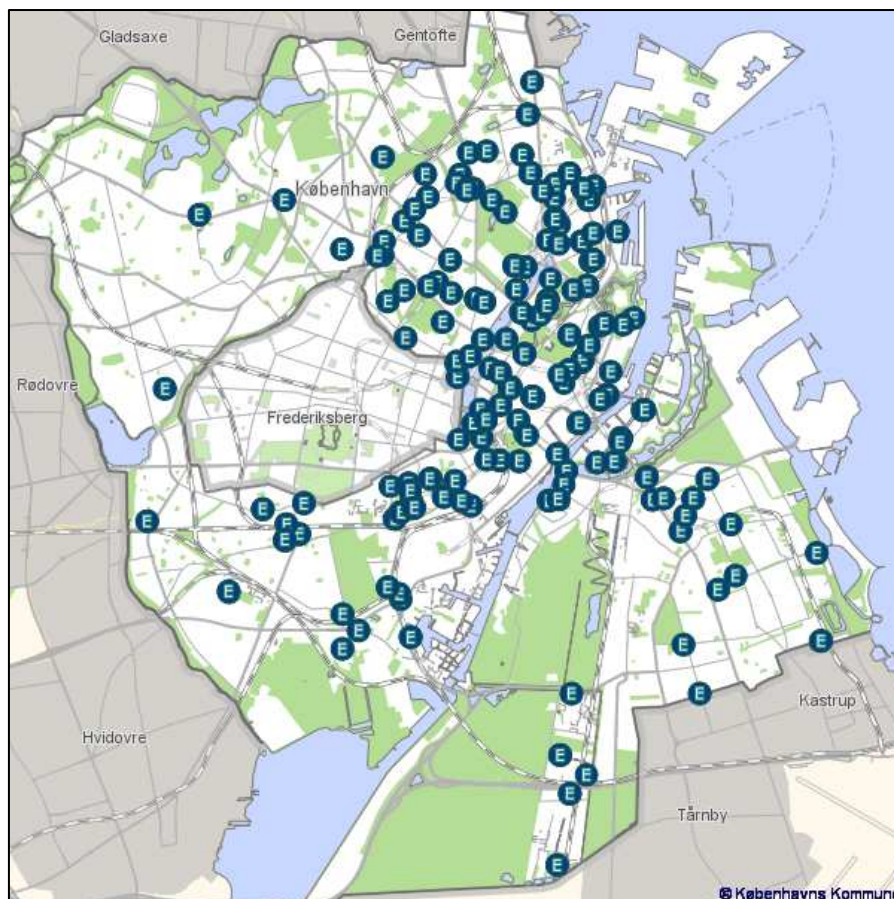 Gladsaxe
Gentofte
København
Rødovre
Frederiksberg
Kastrup
Hvidovre
Tårnby
© Københavns Kommune